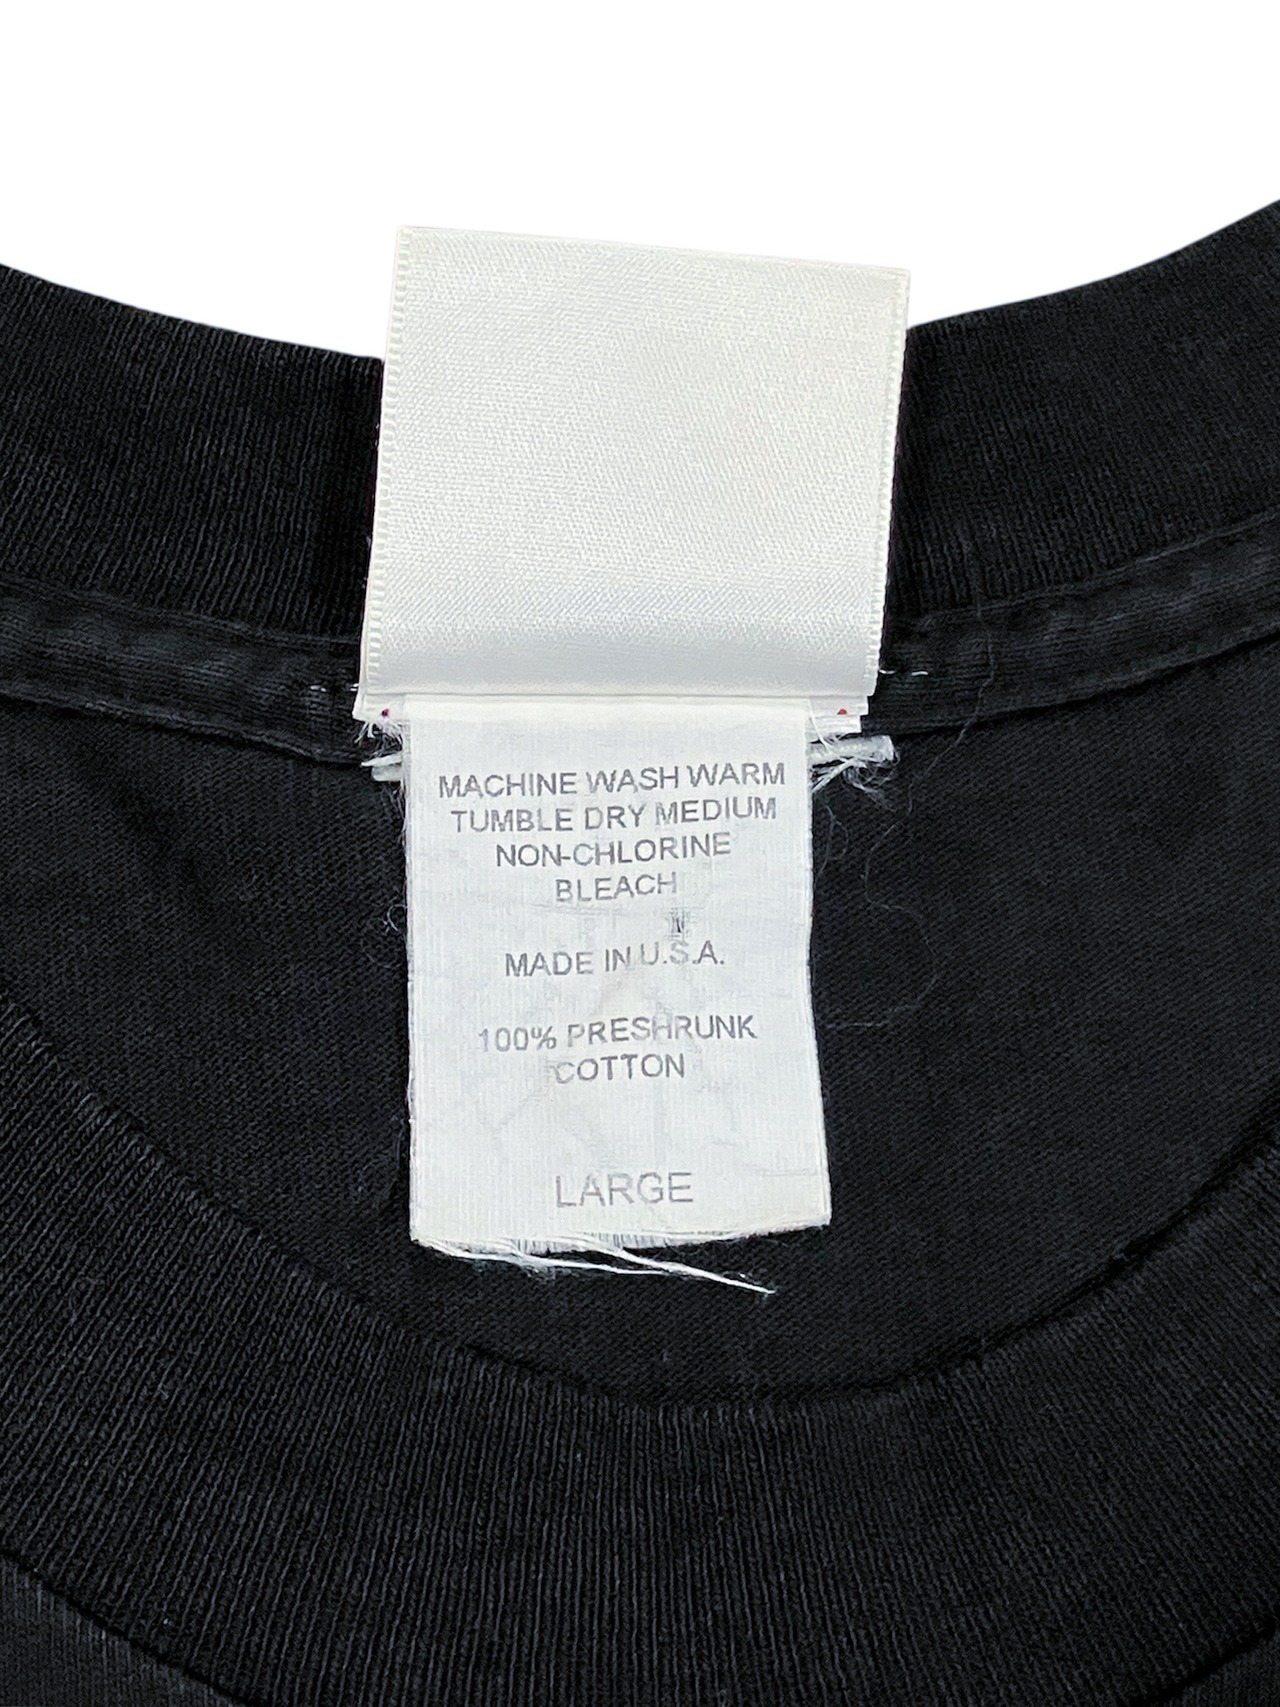 MACHINE WASH WARM
TUMBLE DRY MEDIUM
NON-CHLORINE
BLEACH
MADE IN U.S.A.
100% PRESHRUNK
COTTON
LARGE